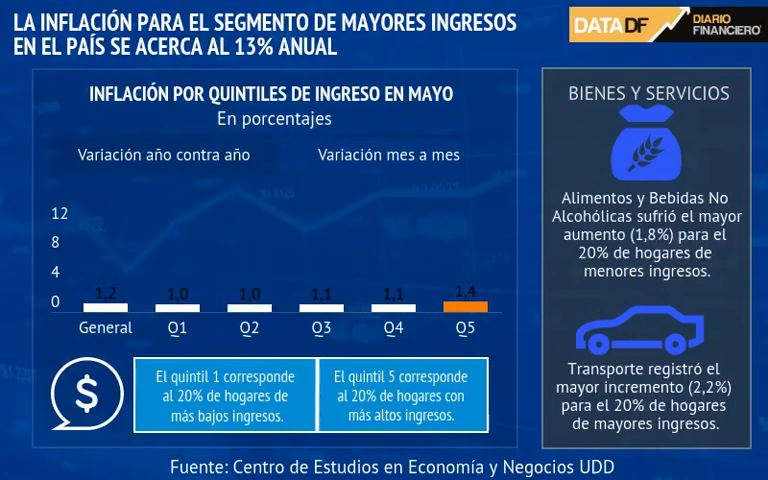 LA INFLACIÓN PARA EL SEGMENTO DE MAYORES INGRESOS
EN EL PAÍS SE ACERCA AL 13% ANUAL
DATA DF
DIARIO
FINANCIERO
INFLACIÓN POR QUINTILES DE INGRESO EN MAYO
En porcentajes
Variación año contra año
Variación mes a mes
12
8
4
0
1,2
1,0
1,0
1,1
1,1
1,4
General
Q1
Q2
Q3
Q4
Q5
$
El quintil 1 corresponde
al 20% de hogares de
más bajos ingresos.
El quintil 5 corresponde
al 20% de hogares con
más altos ingresos.
BIENES Y SERVICIOS
Alimentos y Bebidas No
Alcohólicas sufrió el mayor
aumento (1,8%) para el
20% de hogares de
menores ingresos.
Transporte registró el
mayor incremento (2,2%)
para el 20% de hogares
de mayores ingresos.
Fuente: Centro de Estudios en Economía y Negocios UDD